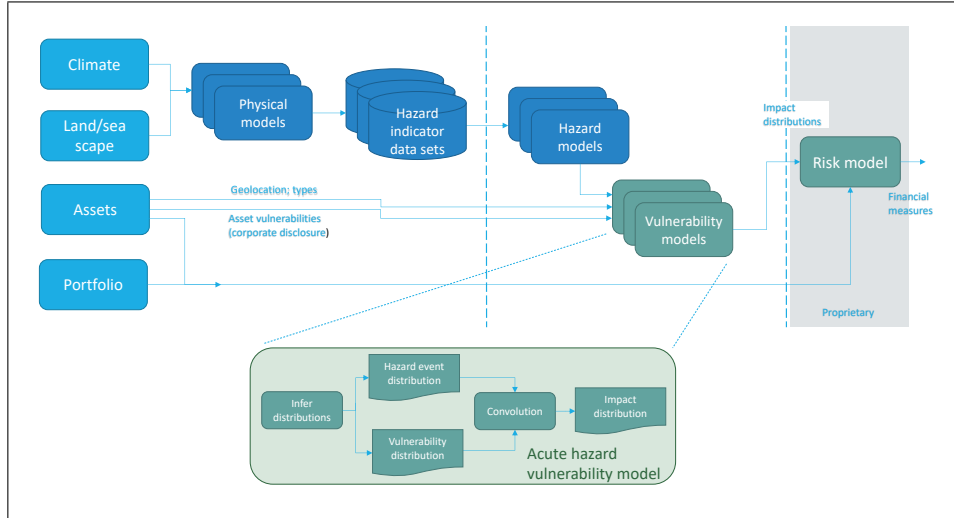 Climate
Land/sea
scape
Physical
models
Hazard
indicator
data sets
Hazard
models
Impact
distributions
Risk model
Financial
measures
Assets
Geolocation; types
Asset vulnerabilities
(corporate disclosure)
Vulnerability
models
Portfolio
Proprietary
Infer
distributions
Hazard event
distribution
Vulnerability
distribution
Convolution
Impact
distribution
Acute hazard
vulnerability model